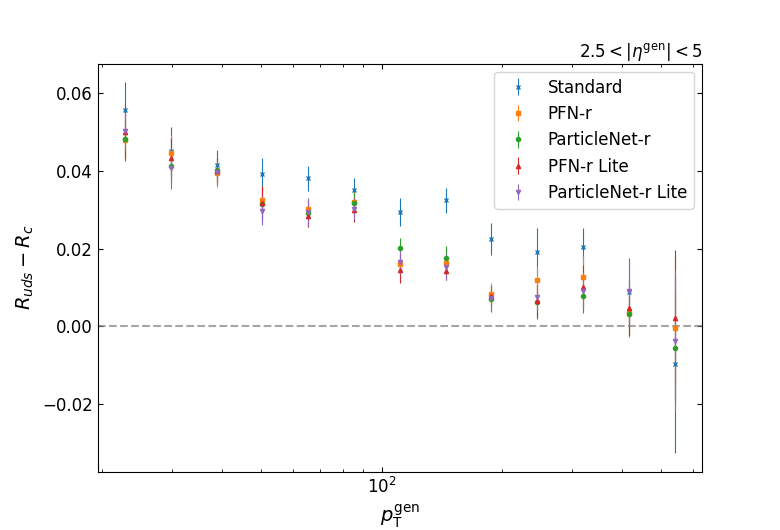 2.5 < |η^gen| < 5
0.06
0.04
0.02
0.00
−0.02
R_uds − R_c
Standard
PFN-r
ParticleNet-r
PFN-r Lite
ParticleNet-r Lite
10^2
p_T^gen